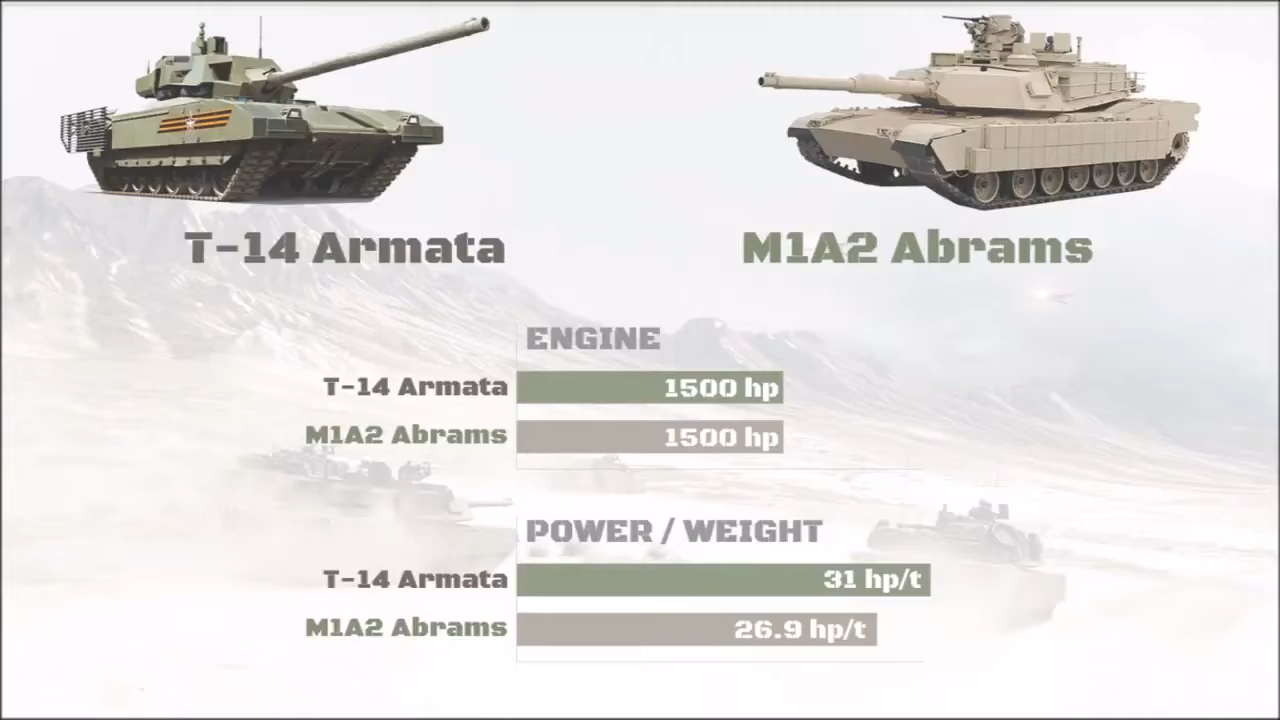 T-14 Armata
M1A2 Abrams
ENGINE
T-14 Armata 1500 hp
M1A2 Abrams 1500 hp
POWER / WEIGHT
T-14 Armata 31 hp/t
M1A2 Abrams 26.9 hp/t